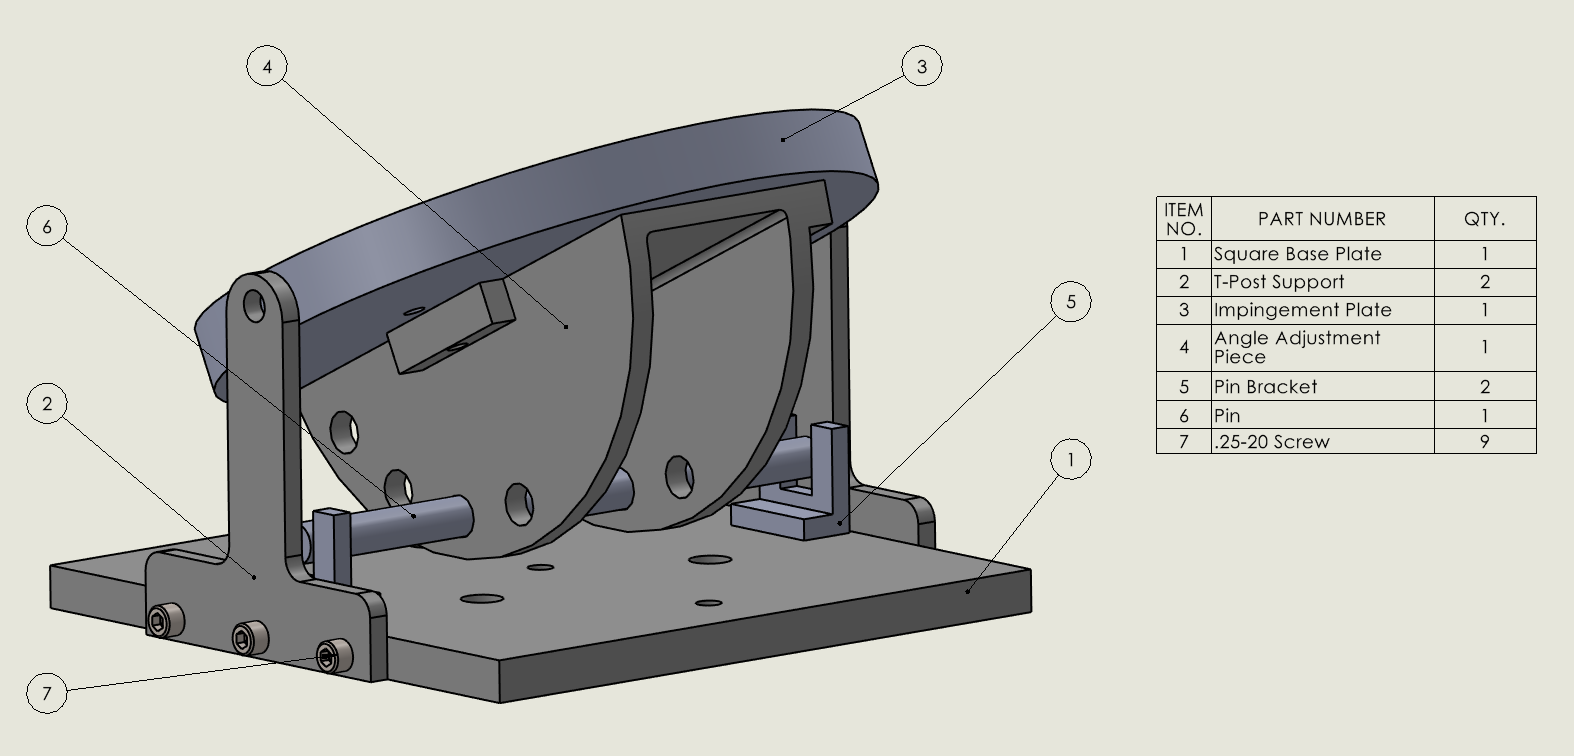 4
3
6
5
2
1
7
ITEM NO. PART NUMBER QTY.
1 Square Base Plate 1
2 T-Post Support 2
3 Impingement Plate 1
4 Angle Adjustment Piece 1
5 Pin Bracket 2
6 Pin 1
7 .25-20 Screw 9